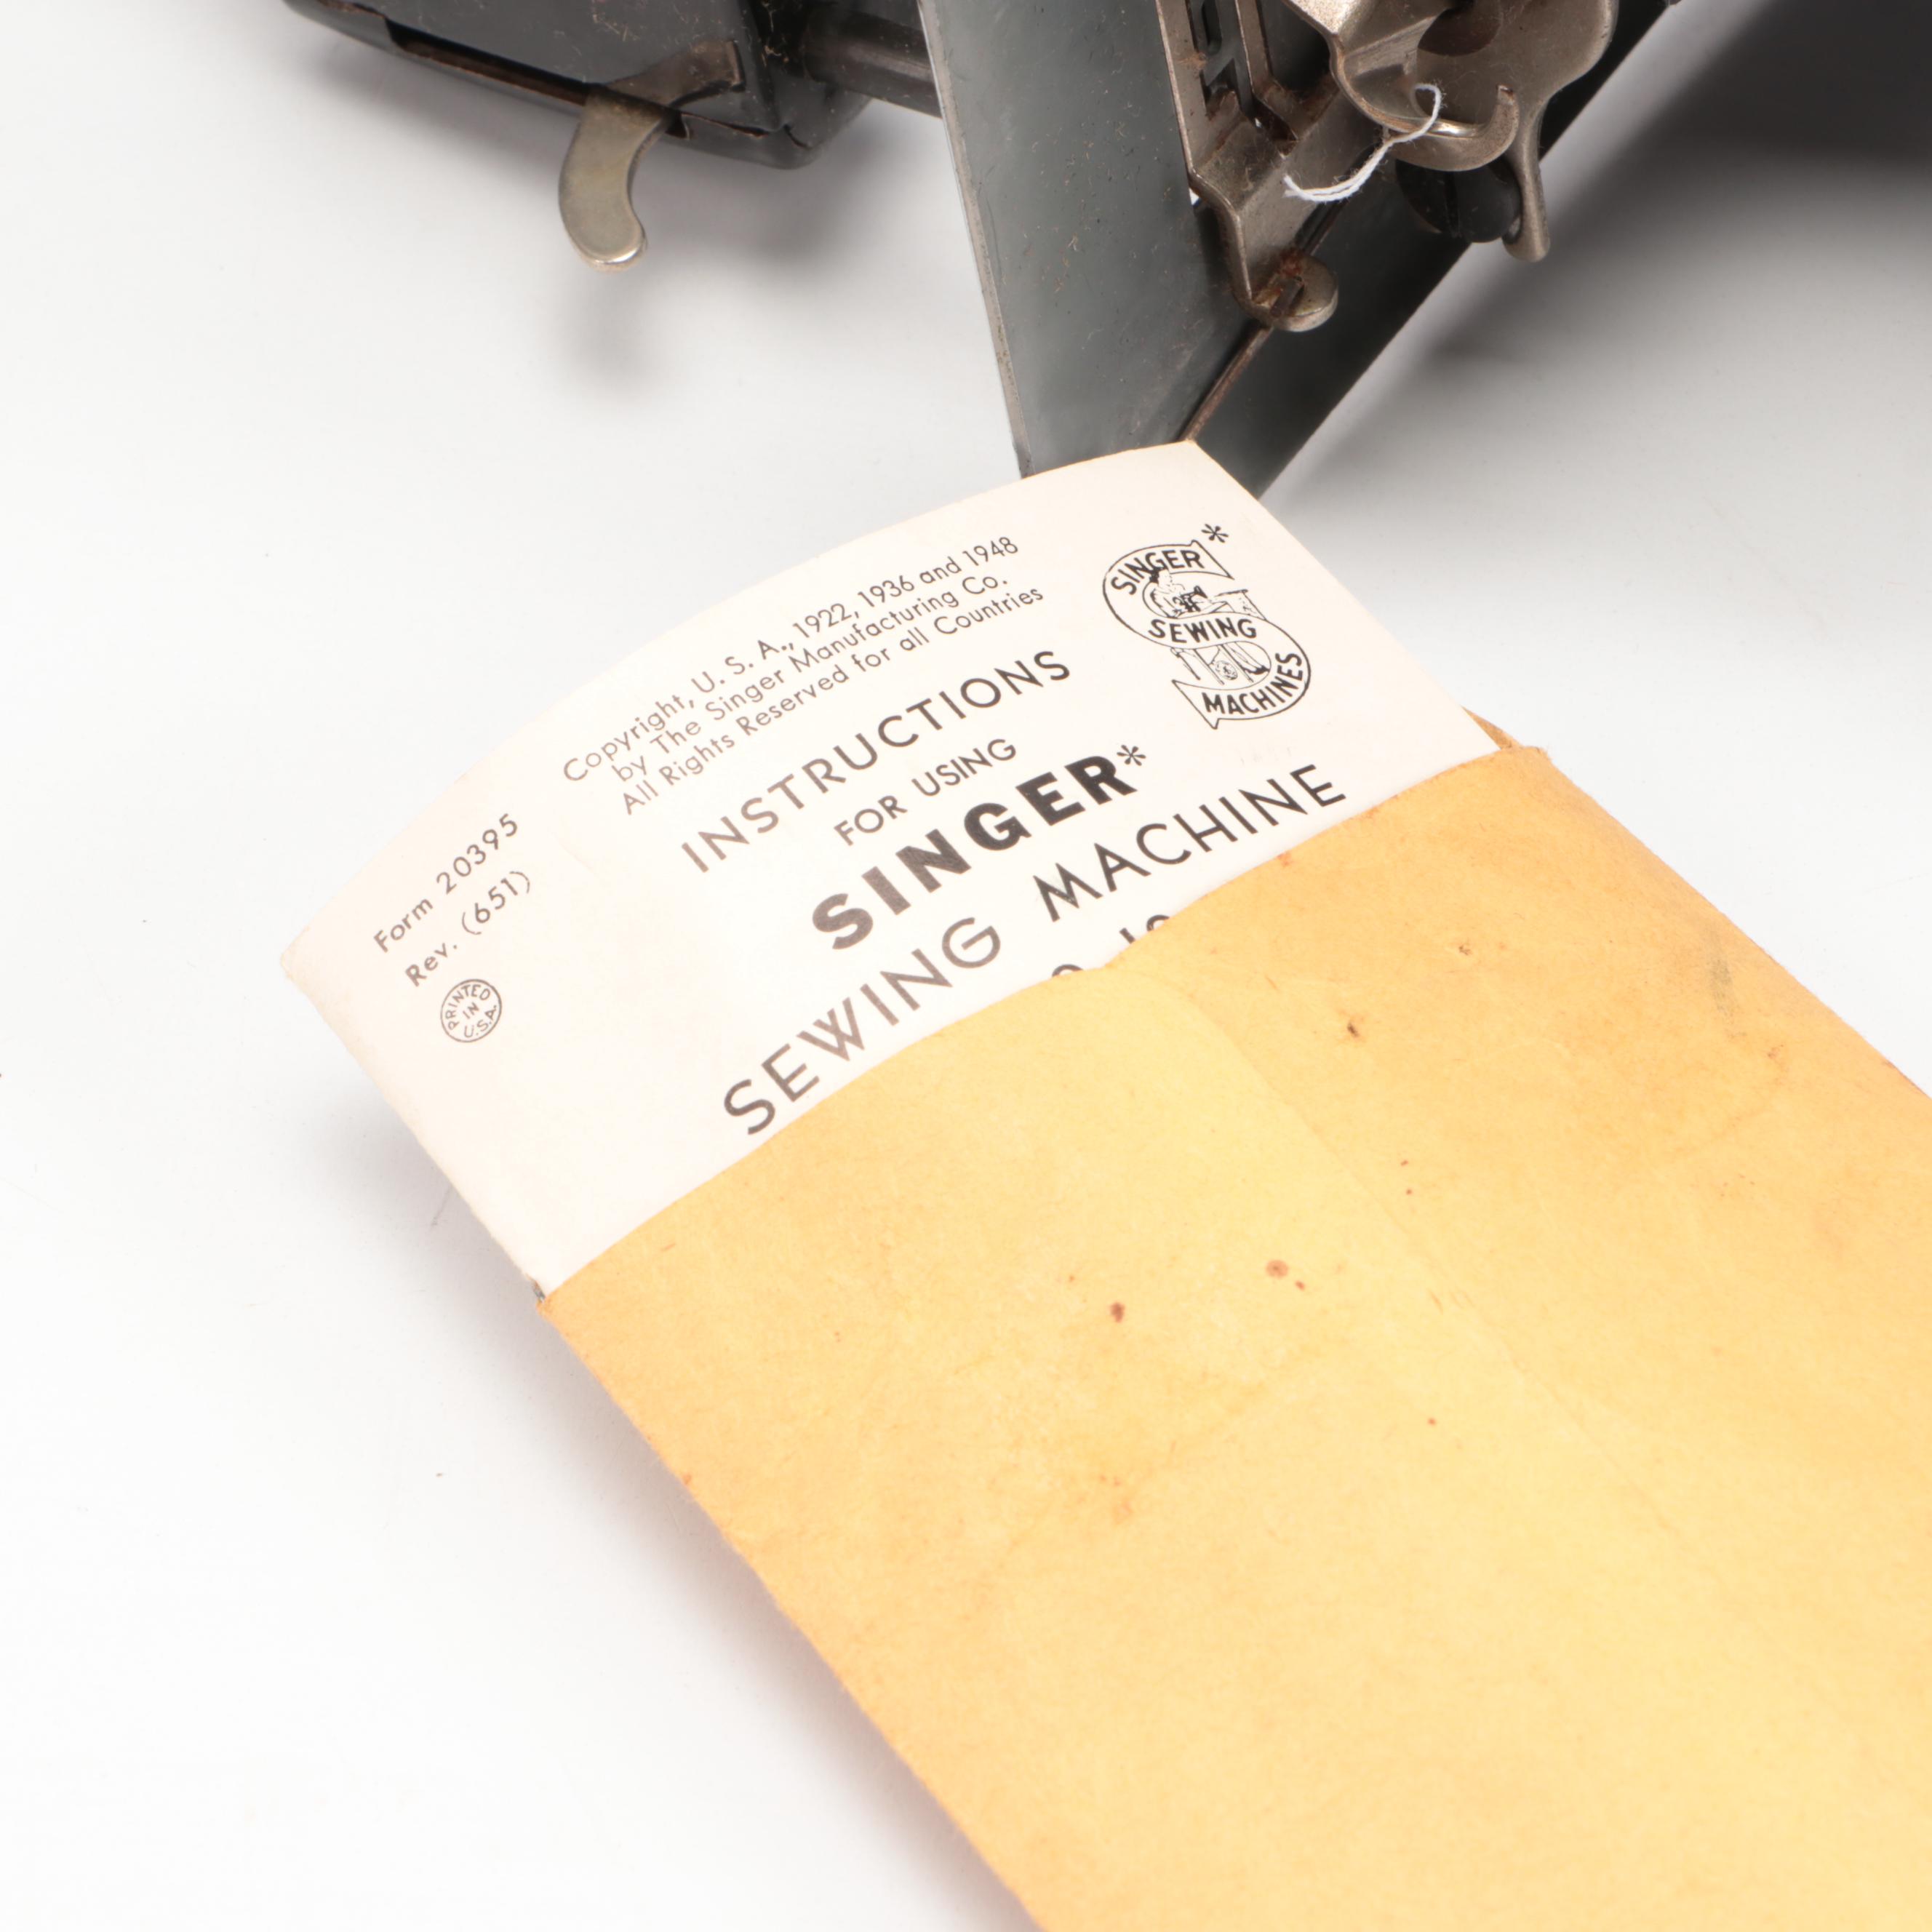 Copyright, U. S. A., 1922, 1936 and 1948
by The Singer Manufacturing Co.
All Rights Reserved for all Countries
SINGER*
SEWING
MACHINES
Form 20395
Rev. (651)
PRINTED
IN
U.S.A.
INSTRUCTIONS
FOR USING
SINGER*
SEWING MACHINE